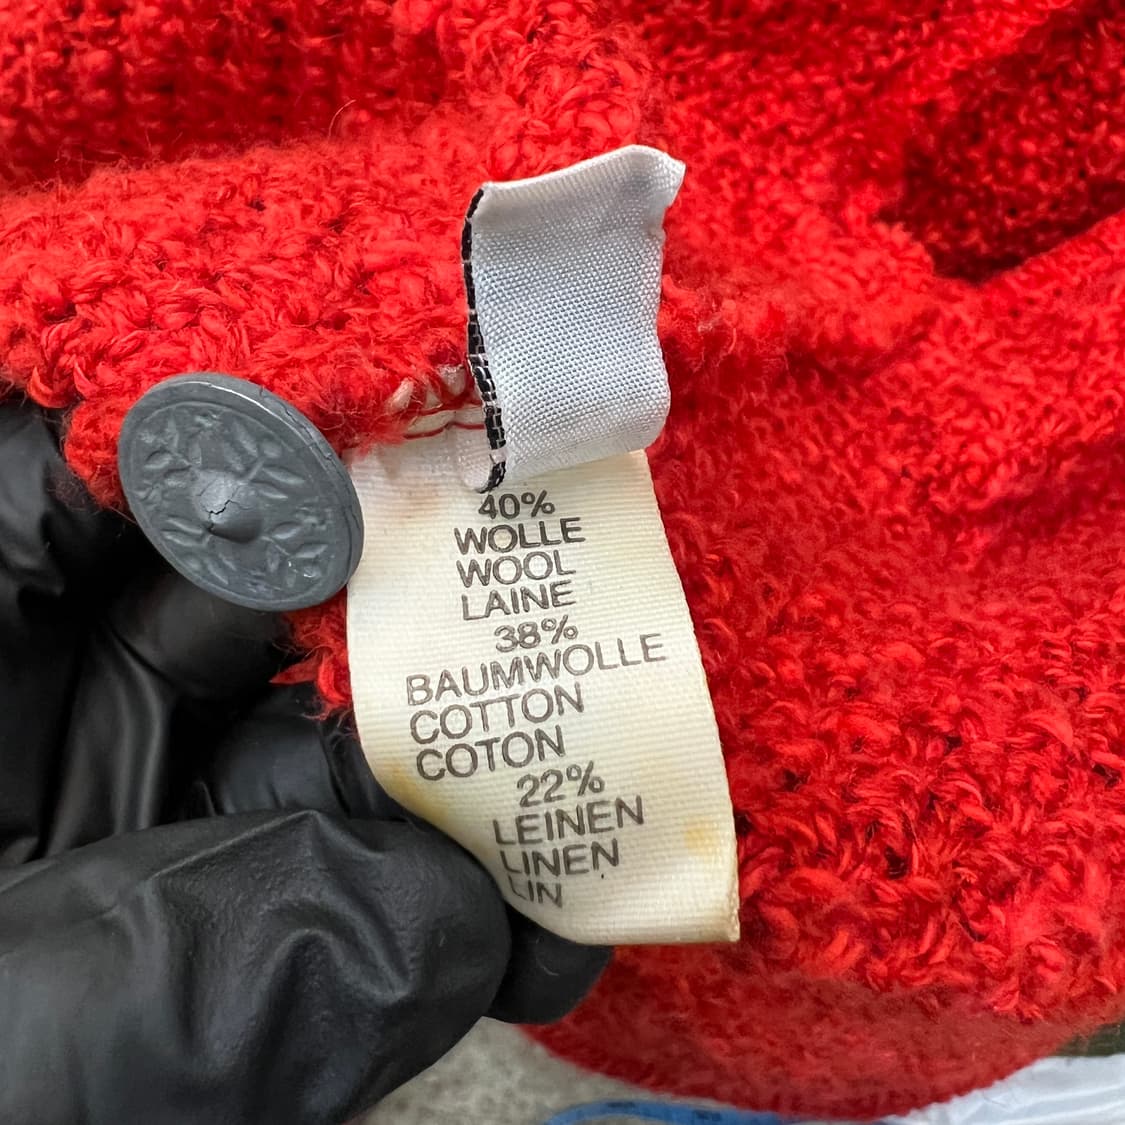 40%
WOLLE
WOOL
LAINE
38%
BAUMWOLLE
COTTON
COTON
22%
LEINEN
LINEN
LIN